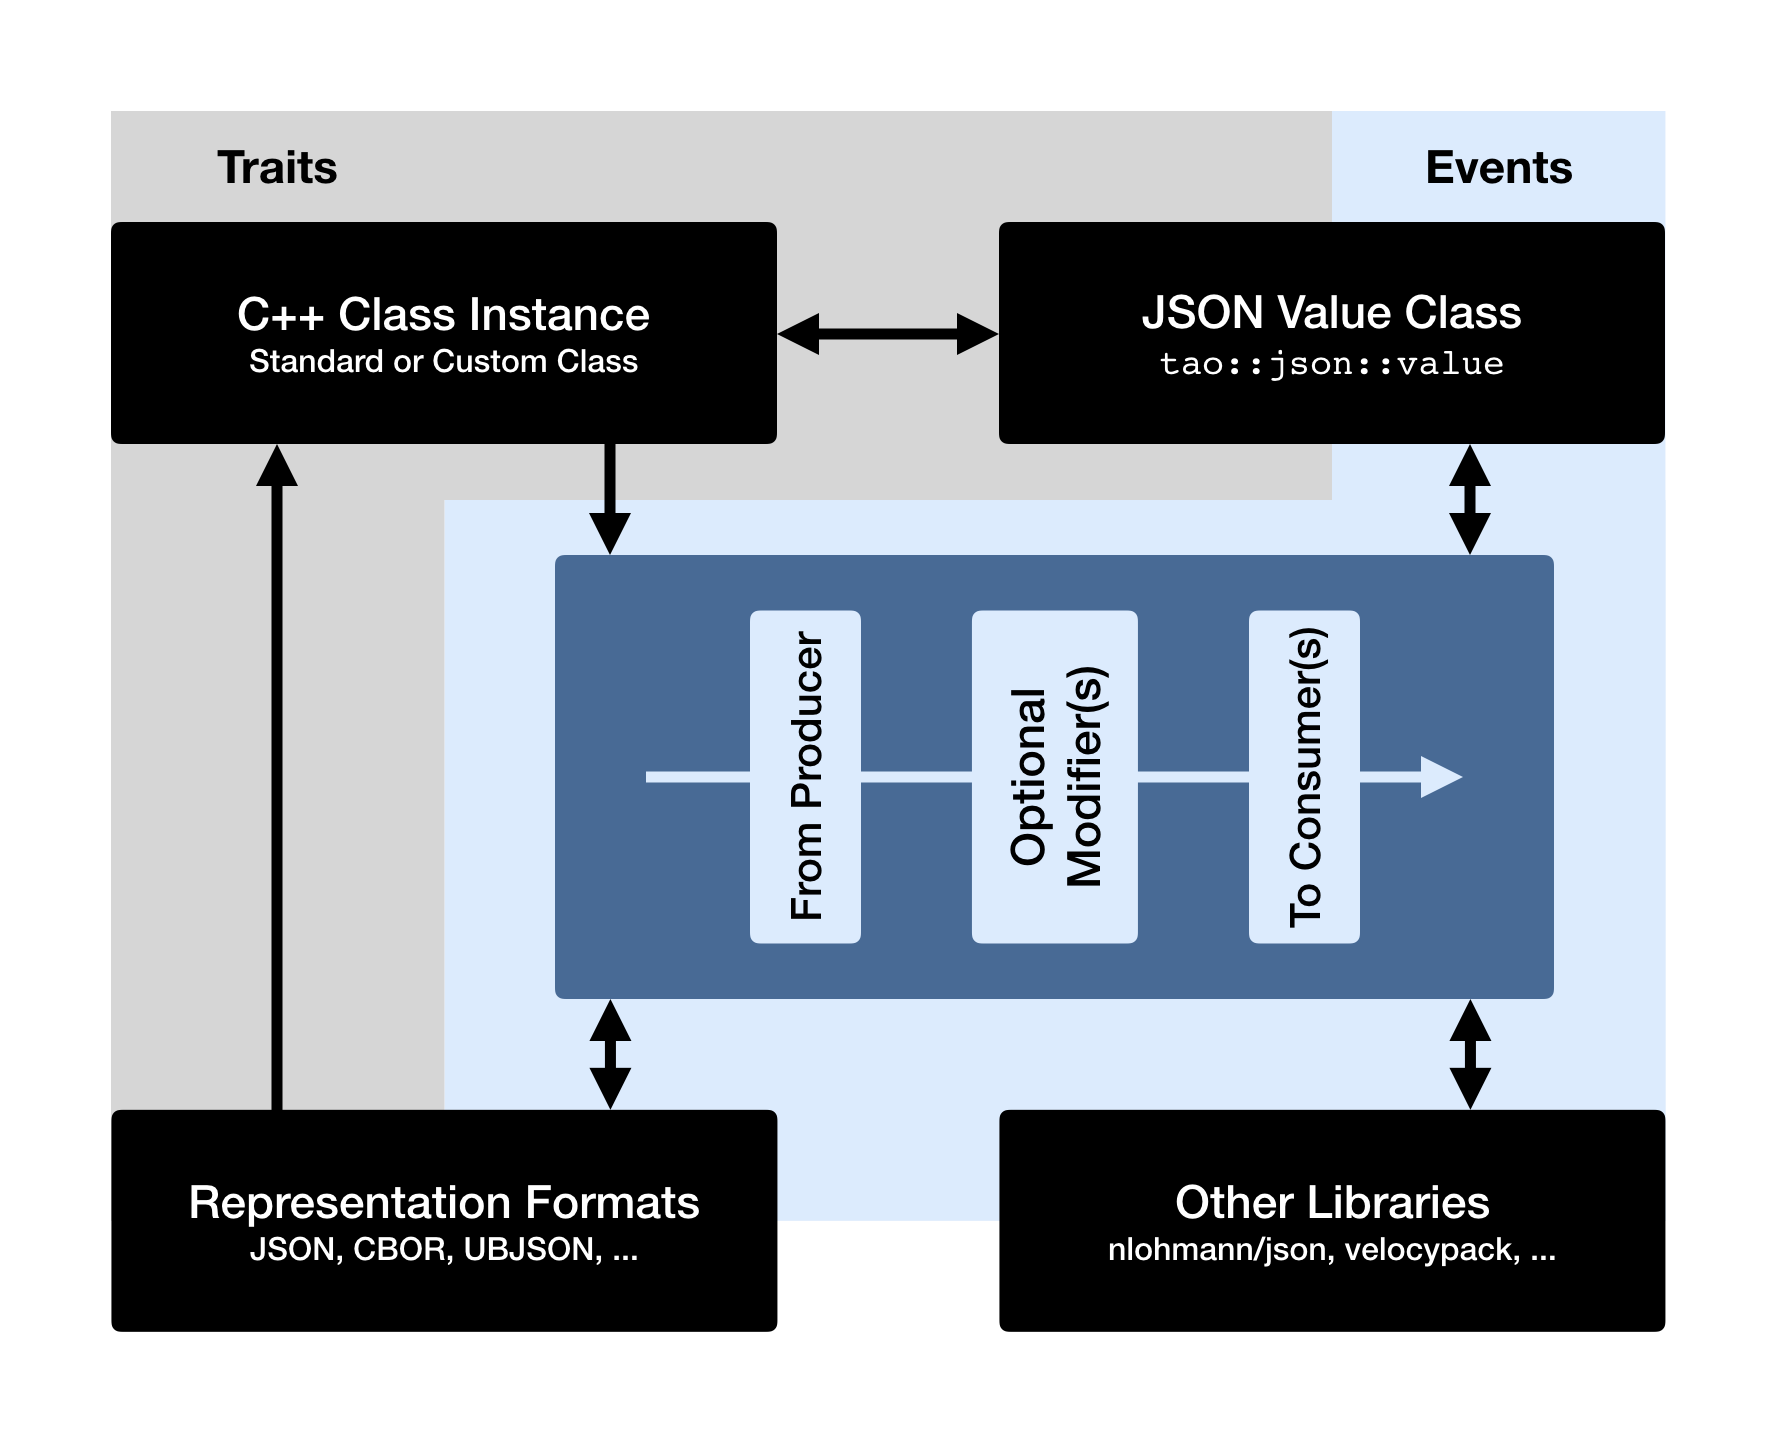 Traits
Events
C++ Class Instance
Standard or Custom Class
JSON Value Class
tao::json::value
From Producer
Optional
Modifier(s)
To Consumer(s)
Representation Formats
JSON, CBOR, UBJSON, ...
Other Libraries
nlohmann/json, velocypack, ...